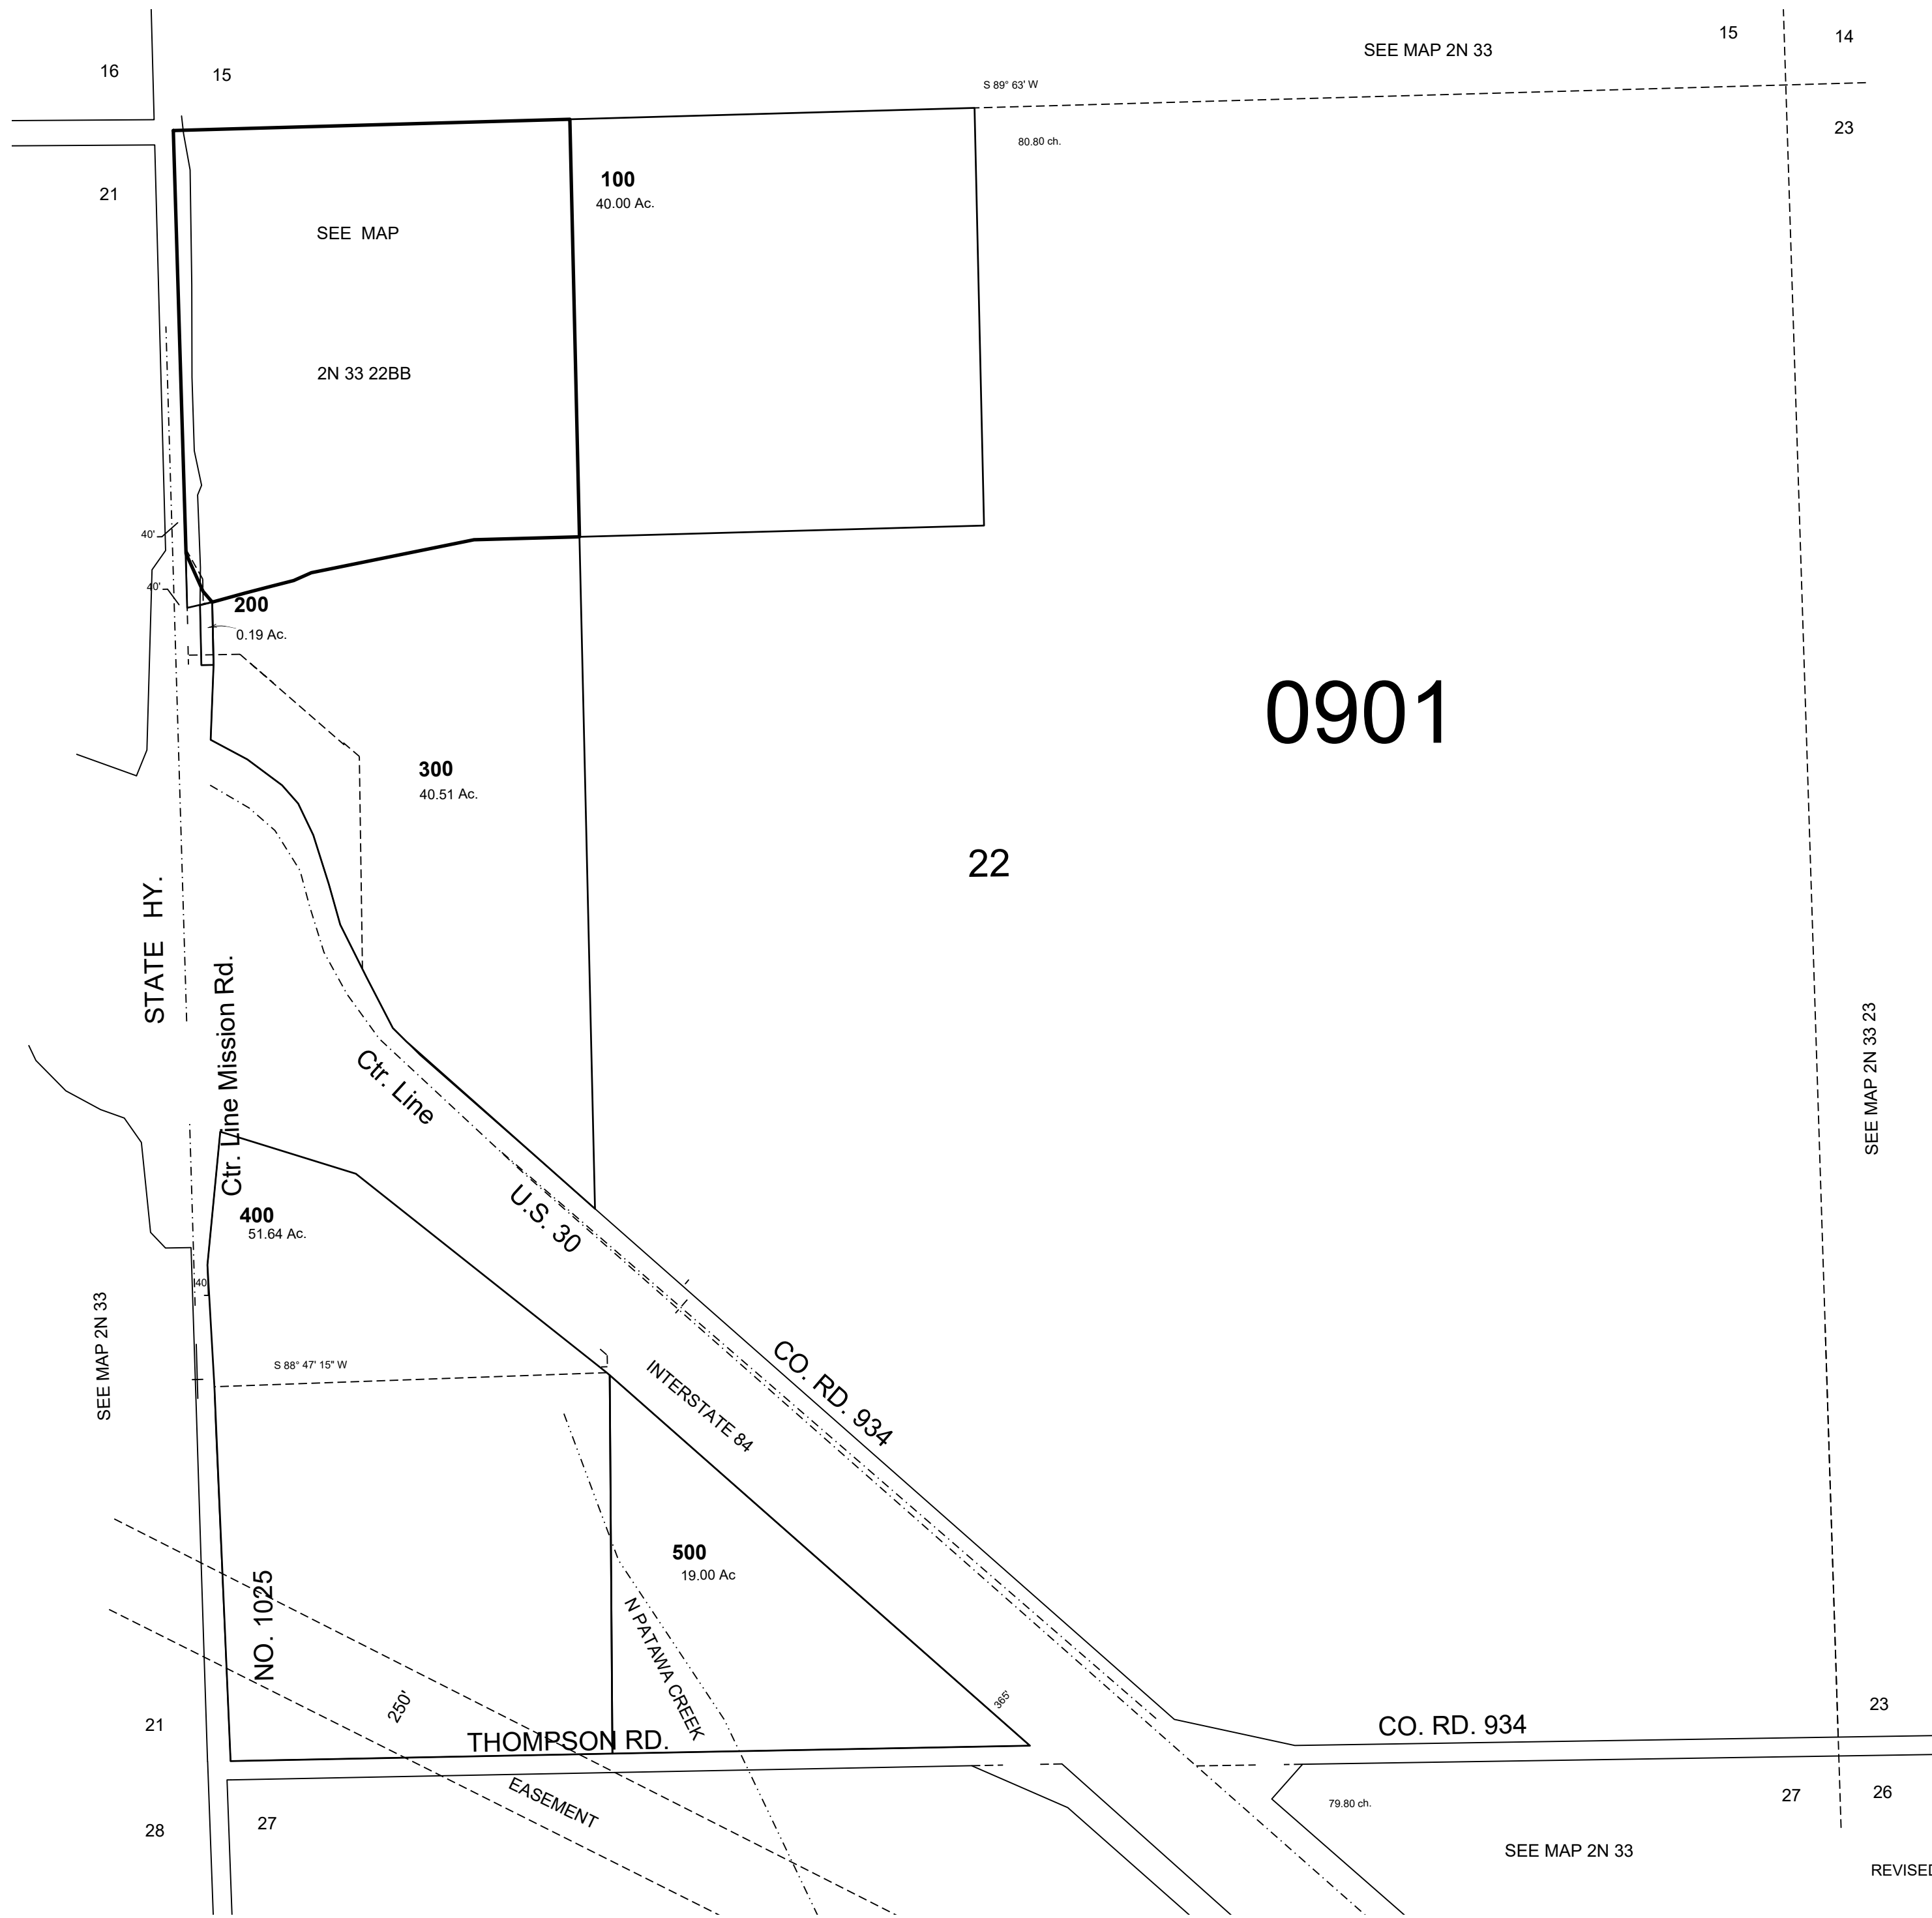 SEE MAP 2N 33
15
14
16
15
S 89° 63' W
80.80 ch.
23
21
100
40.00 Ac.
SEE MAP
2N 33 22BB
40'
40'
200
0.19 Ac.
0901
300
40.51 Ac.
22
STATE HY.
Ctr. Line Mission Rd.
SEE MAP 2N 33 23
Ctr. Line
U.S. 30
400
51.64 Ac.
40
SEE MAP 2N 33
S 88° 47' 15" W
INTERSTATE 84
CO. RD. 934
500
19.00 Ac
NO. 1025
N PATAWA CREEK
250'
365'
23
21
THOMPSON RD.
CO. RD. 934
EASEMENT
27
26
79.80 ch.
28
27
SEE MAP 2N 33
REVISED